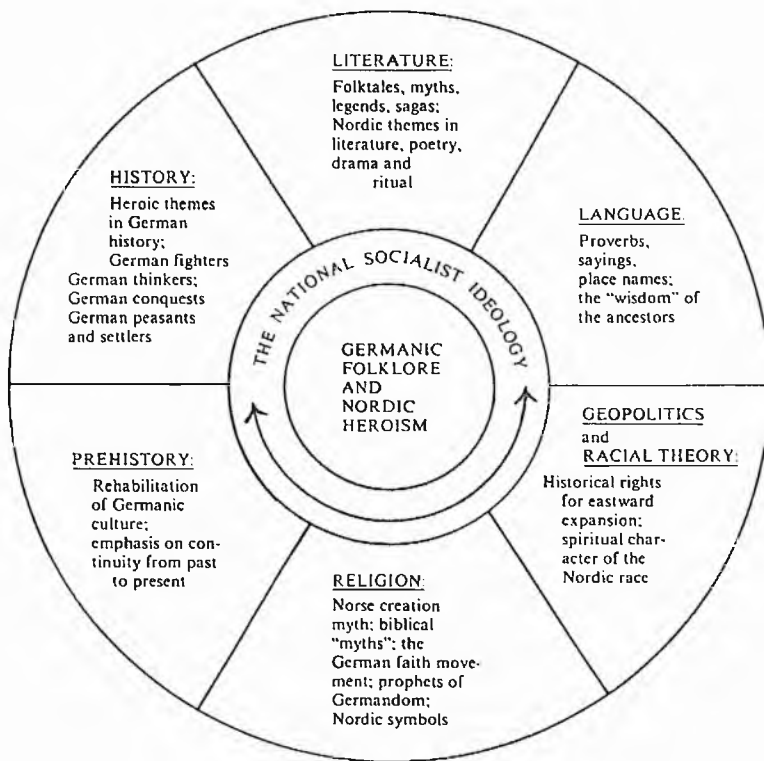 LITERATURE:
Folktales, myths,
legends, sagas;
Nordic themes in
literature, poetry,
drama and
ritual
LANGUAGE:
Proverbs,
sayings,
place names;
the "wisdom" of
the ancestors
GEOPOLITICS
and
RACIAL THEORY:
Historical rights
for eastward
expansion;
spiritual char-
acter of the
Nordic race
RELIGION:
Norse creation
myth; biblical
"myths"; the
German faith move-
ment; prophets of
Germandom;
Nordic symbols
PREHISTORY:
Rehabilitation
of Germanic
culture;
emphasis on con-
tinuity from past
to present
HISTORY:
Heroic themes
in German
history;
German fighters
German thinkers;
German conquests
German peasants
and settlers
THE NATIONAL SOCIALIST IDEOLOGY
GERMANIC
FOLKLORE
AND
NORDIC
HEROISM